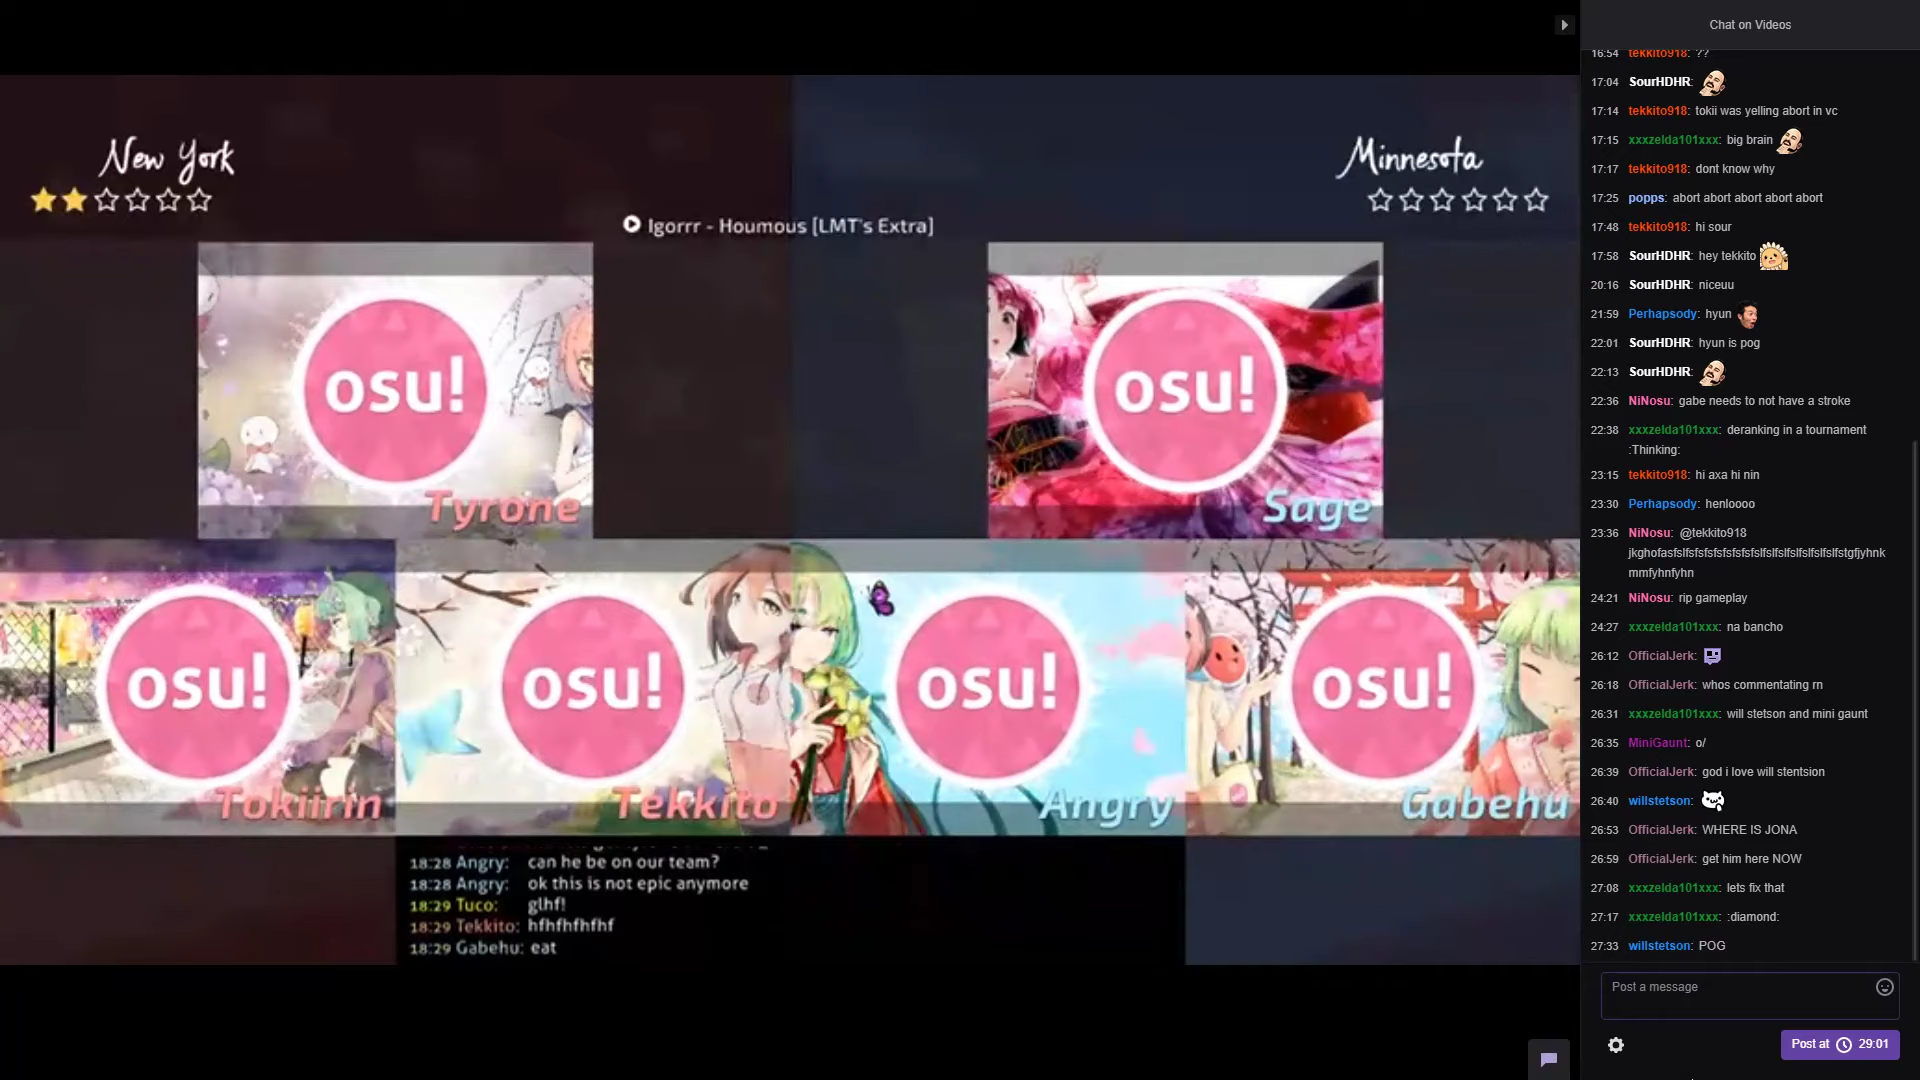 New York
Minnesota
Igorrr - Houmous [LMT's Extra]
osu!
Tyrone
osu!
Sage
osu!
Tokiirin
osu!
Tekkito
osu!
Angry
osu!
Gabehu
18:28 Angry: can he be on our team?
18:28 Angry: ok this is not epic anymore
18:29 Tuco: glhf!
18:29 Tekkito: hfhfhfhfhf
18:29 Gabehu: eat
Chat on Videos
16:54 tekkito918: ??
17:04 SourHDHR:
17:14 tekkito918: tokii was yelling abort in vc
17:15 xxxzelda101xxx: big brain
17:17 tekkito918: dont know why
17:25 popps: abort abort abort abort abort
17:48 tekkito918: hi sour
17:58 SourHDHR: hey tekkito
20:16 SourHDHR: niceuu
21:59 Perhapsody: hyun
22:01 SourHDHR: hyun is pog
22:13 SourHDHR:
22:36 NiNosu: gabe needs to not have a stroke
22:38 xxxzelda101xxx: deranking in a tournament
:Thinking:
23:15 tekkito918: hi axa hi nin
23:30 Perhapsody: henloooo
23:36 NiNosu: @tekkito918
mmfyhnfyhn
24:21 NiNosu: rip gameplay
24:27 xxxzelda101xxx: na bancho
26:12 OfficialJerk:
26:18 OfficialJerk: whos commentating rn
26:31 xxxzelda101xxx: will stetson and mini gaunt
26:35 MiniGaunt: o/
26:39 OfficialJerk: god i love will stentsion
26:40 willstetson:
26:53 OfficialJerk: WHERE IS JONA
26:59 OfficialJerk: get him here NOW
27:08 xxxzelda101xxx: lets fix that
27:17 xxxzelda101xxx: :diamond:
27:33 willstetson: POG
Post a message
Post at 29:01